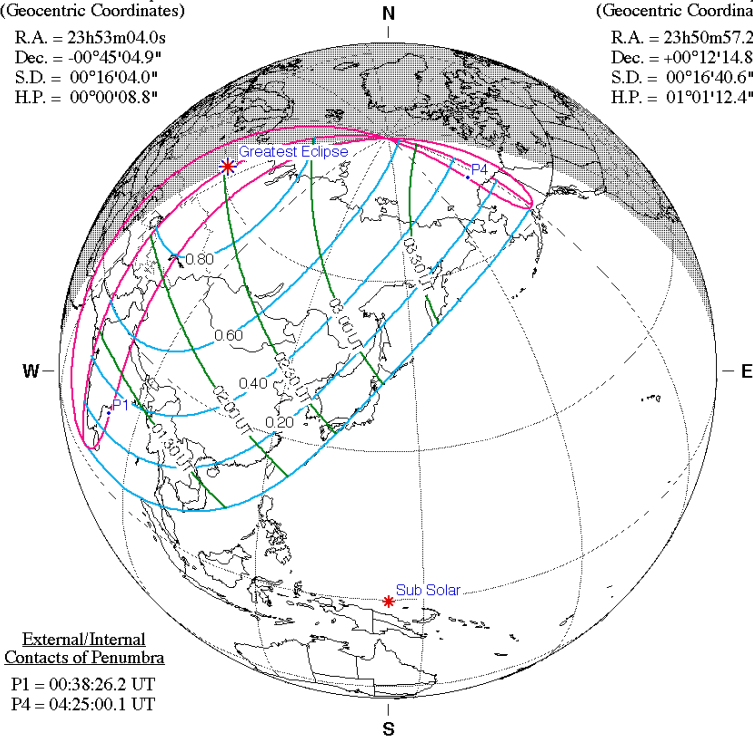 (Geocentric Coordinates)
R.A. = 23h53m04.0s
Dec. = -00°45'04.9"
S.D. = 00°16'04.0"
H.P. = 00°00'08.8"
N
(Geocentric Coordina
R.A. = 23h50m57.2
Dec. = +00°12'14.8
S.D. = 00°16'40.6"
H.P. = 01°01'12.4"
Greatest Eclipse
P4
0.80
03:30 UT
0.60
03:00 UT
W
E
0.40
02:30 UT
P1
02:00 UT
0.20
01:30 UT
Sub Solar
External/Internal
Contacts of Penumbra
P1 = 00:38:26.2 UT
P4 = 04:25:00.1 UT
S